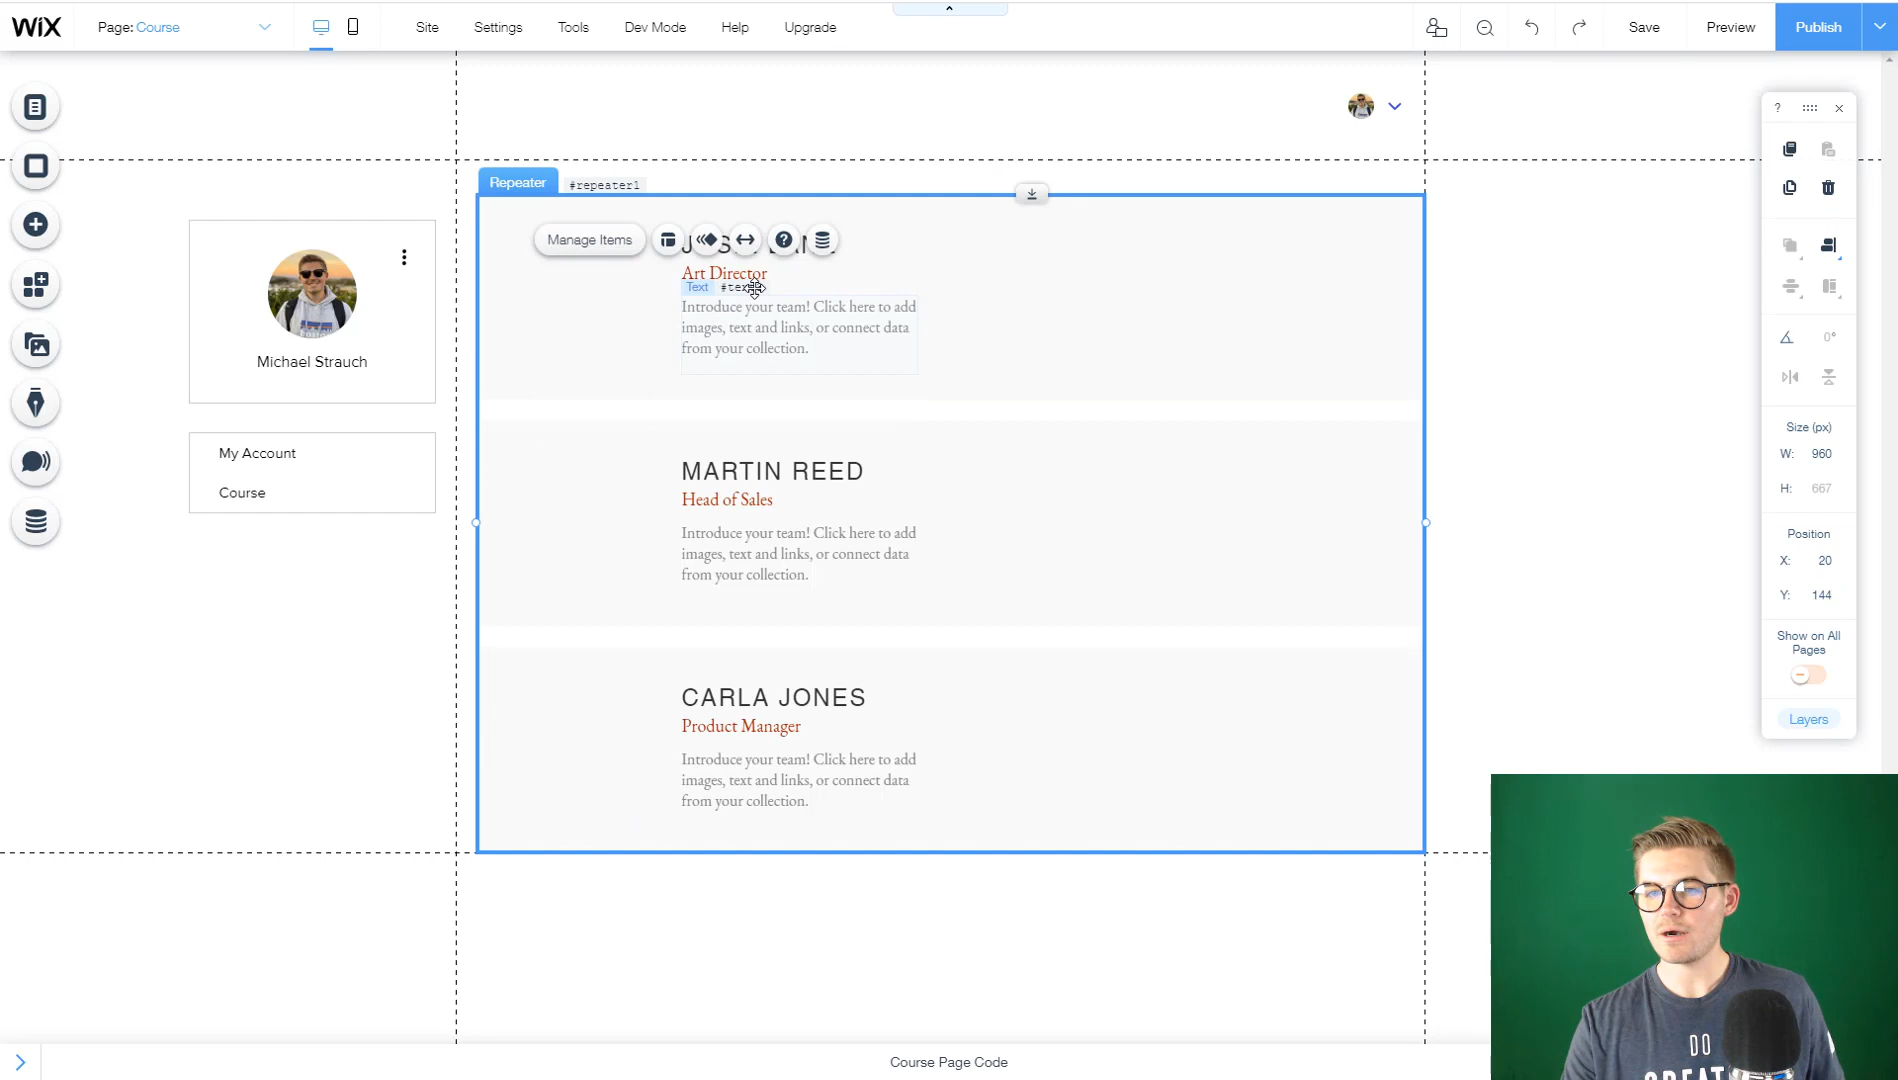 WiX
Page: Course
Site
Settings
Tools
Dev Mode
Help
Upgrade
Save
Preview
Publish
Repeater
#repeater1
Manage Items
Art Director
Text
Introduce your team! Click here to add
images, text and links, or connect data
from your collection.
Michael Strauch
My Account
Course
MARTIN REED
Head of Sales
Introduce your team! Click here to add
images, text and links, or connect data
from your collection.
CARLA JONES
Product Manager
Introduce your team! Click here to add
images, text and links, or connect data
from your collection.
?
0°
Size (px)
W: 960
H: 667
Position
X: 20
Y: 144
Show on All
Pages
Layers
Course Page Code
DO